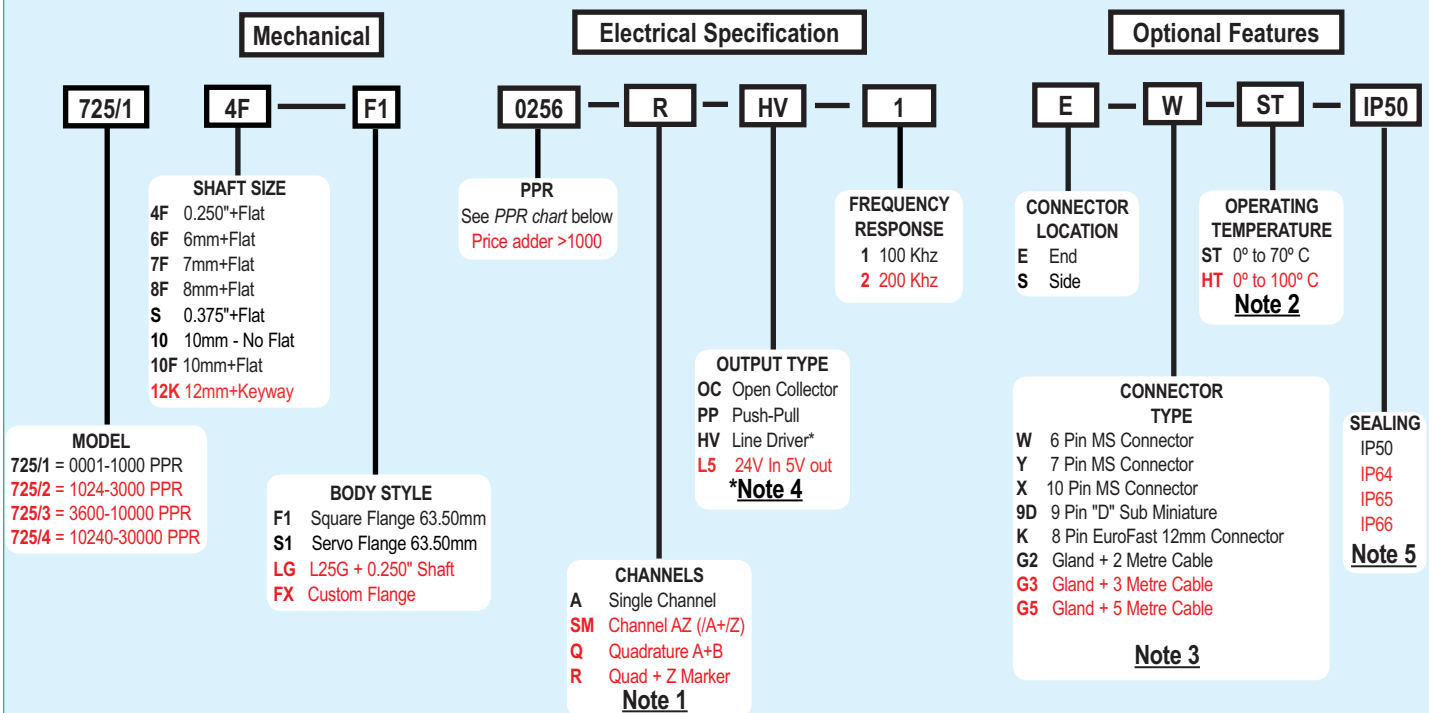 Mechanical
Electrical Specification
Optional Features
725/1
4F
F1
0256
R
HV
1
E
W
ST
IP50
SHAFT SIZE
4F 0.250"+Flat
6F 6mm+Flat
7F 7mm+Flat
8F 8mm+Flat
S 0.375"+Flat
10 10mm - No Flat
10F 10mm+Flat
12K 12mm+Keyway
MODEL
725/1 = 0001-1000 PPR
725/2 = 1024-3000 PPR
725/3 = 3600-10000 PPR
725/4 = 10240-30000 PPR
BODY STYLE
F1 Square Flange 63.50mm
S1 Servo Flange 63.50mm
LG L25G + 0.250" Shaft
FX Custom Flange
PPR
See PPR chart below
Price adder >1000
CHANNELS
A Single Channel
SM Channel AZ (/A+/Z)
Q Quadrature A+B
R Quad + Z Marker
Note 1
OUTPUT TYPE
OC Open Collector
PP Push-Pull
HV Line Driver*
L5 24V In 5V out
*Note 4
FREQUENCY
RESPONSE
1 100 Khz
2 200 Khz
CONNECTOR
LOCATION
E End
S Side
CONNECTOR
TYPE
W 6 Pin MS Connector
Y 7 Pin MS Connector
X 10 Pin MS Connector
9D 9 Pin "D" Sub Miniature
K 8 Pin EuroFast 12mm Connector
G2 Gland + 2 Metre Cable
G3 Gland + 3 Metre Cable
G5 Gland + 5 Metre Cable
Note 3
OPERATING
TEMPERATURE
ST 0º to 70º C
HT 0º to 100º C
Note 2
SEALING
IP50
IP64
IP65
IP66
Note 5